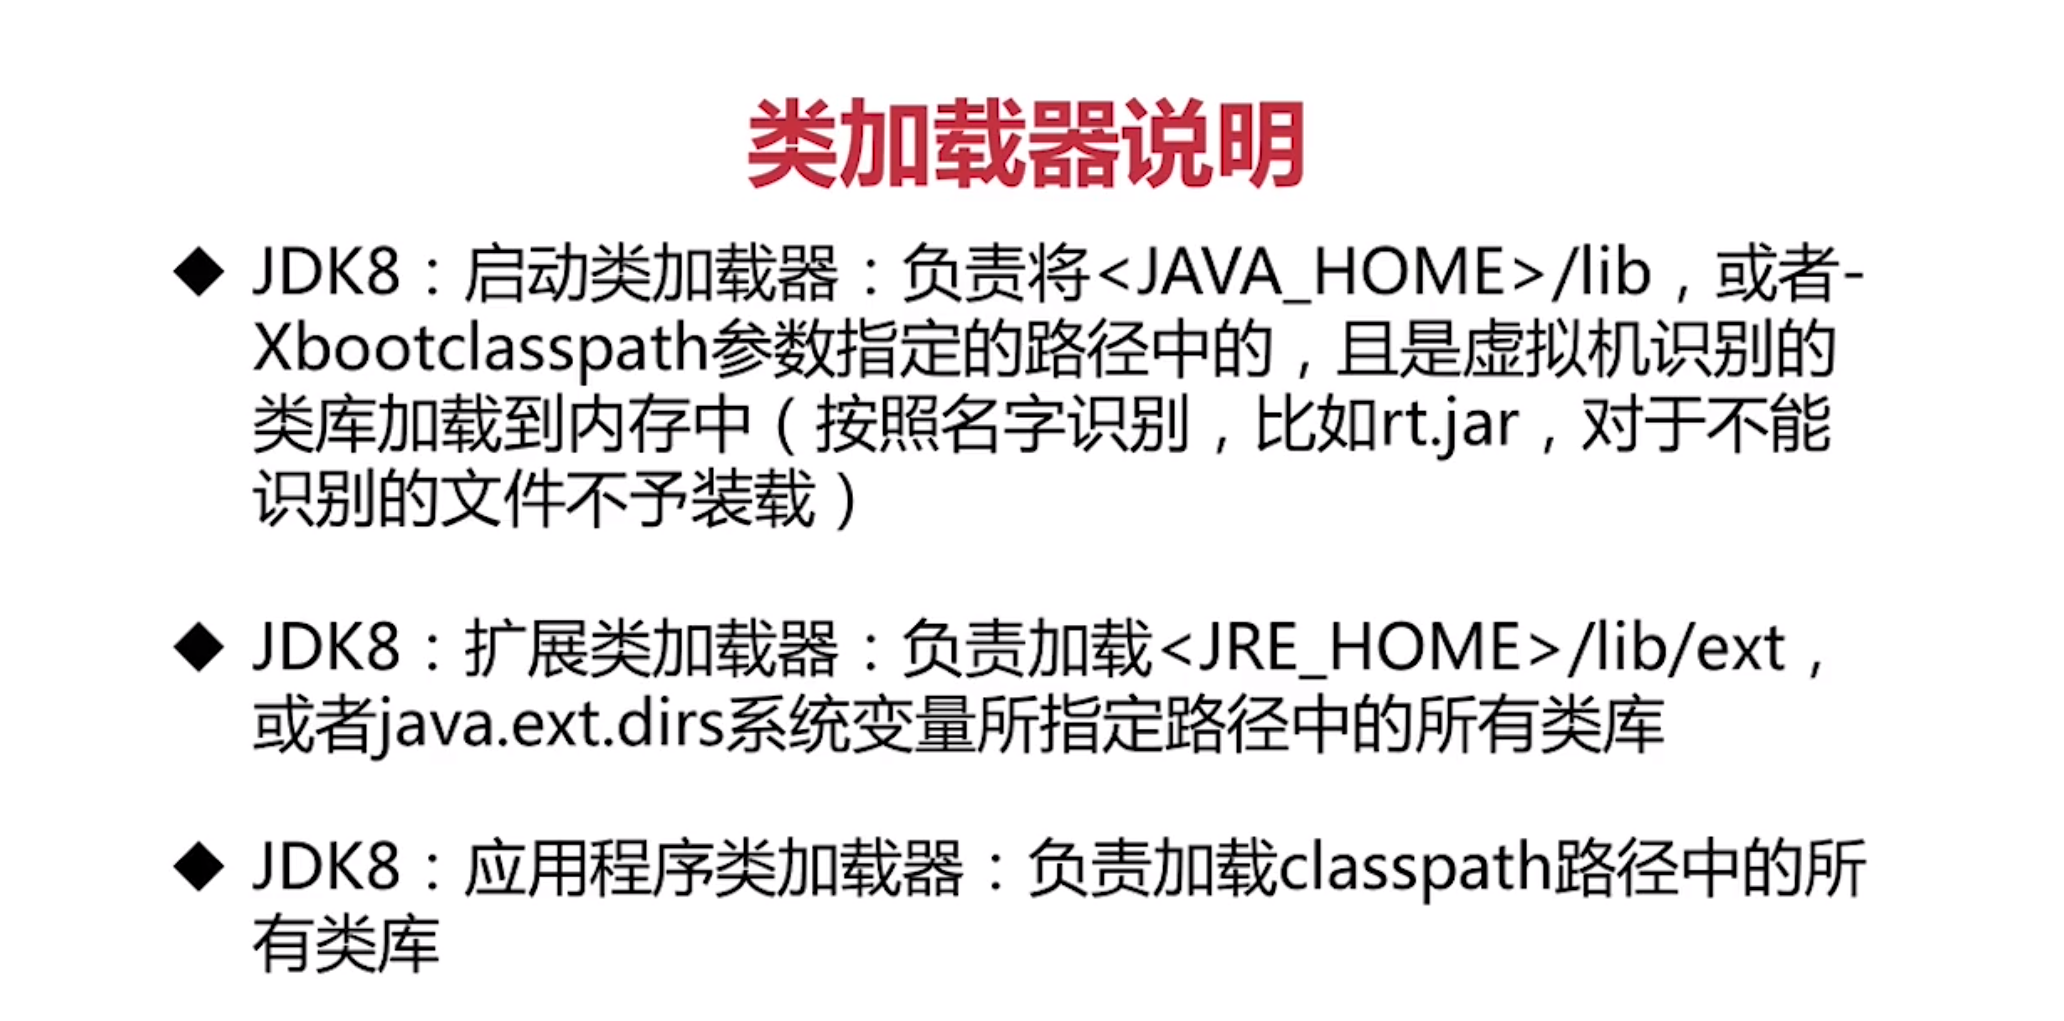 类加载器说明
◆ JDK8：启动类加载器：负责将<JAVA_HOME>/lib，或者-
Xbootclasspath参数指定的路径中的，且是虚拟机识别的
类库加载到内存中（按照名字识别，比如rt.jar，对于不能
识别的文件不予装载）
◆ JDK8：扩展类加载器：负责加载<JRE_HOME>/lib/ext，
或者java.ext.dirs系统变量所指定路径中的所有类库
◆ JDK8：应用程序类加载器：负责加载classpath路径中的所
有类库